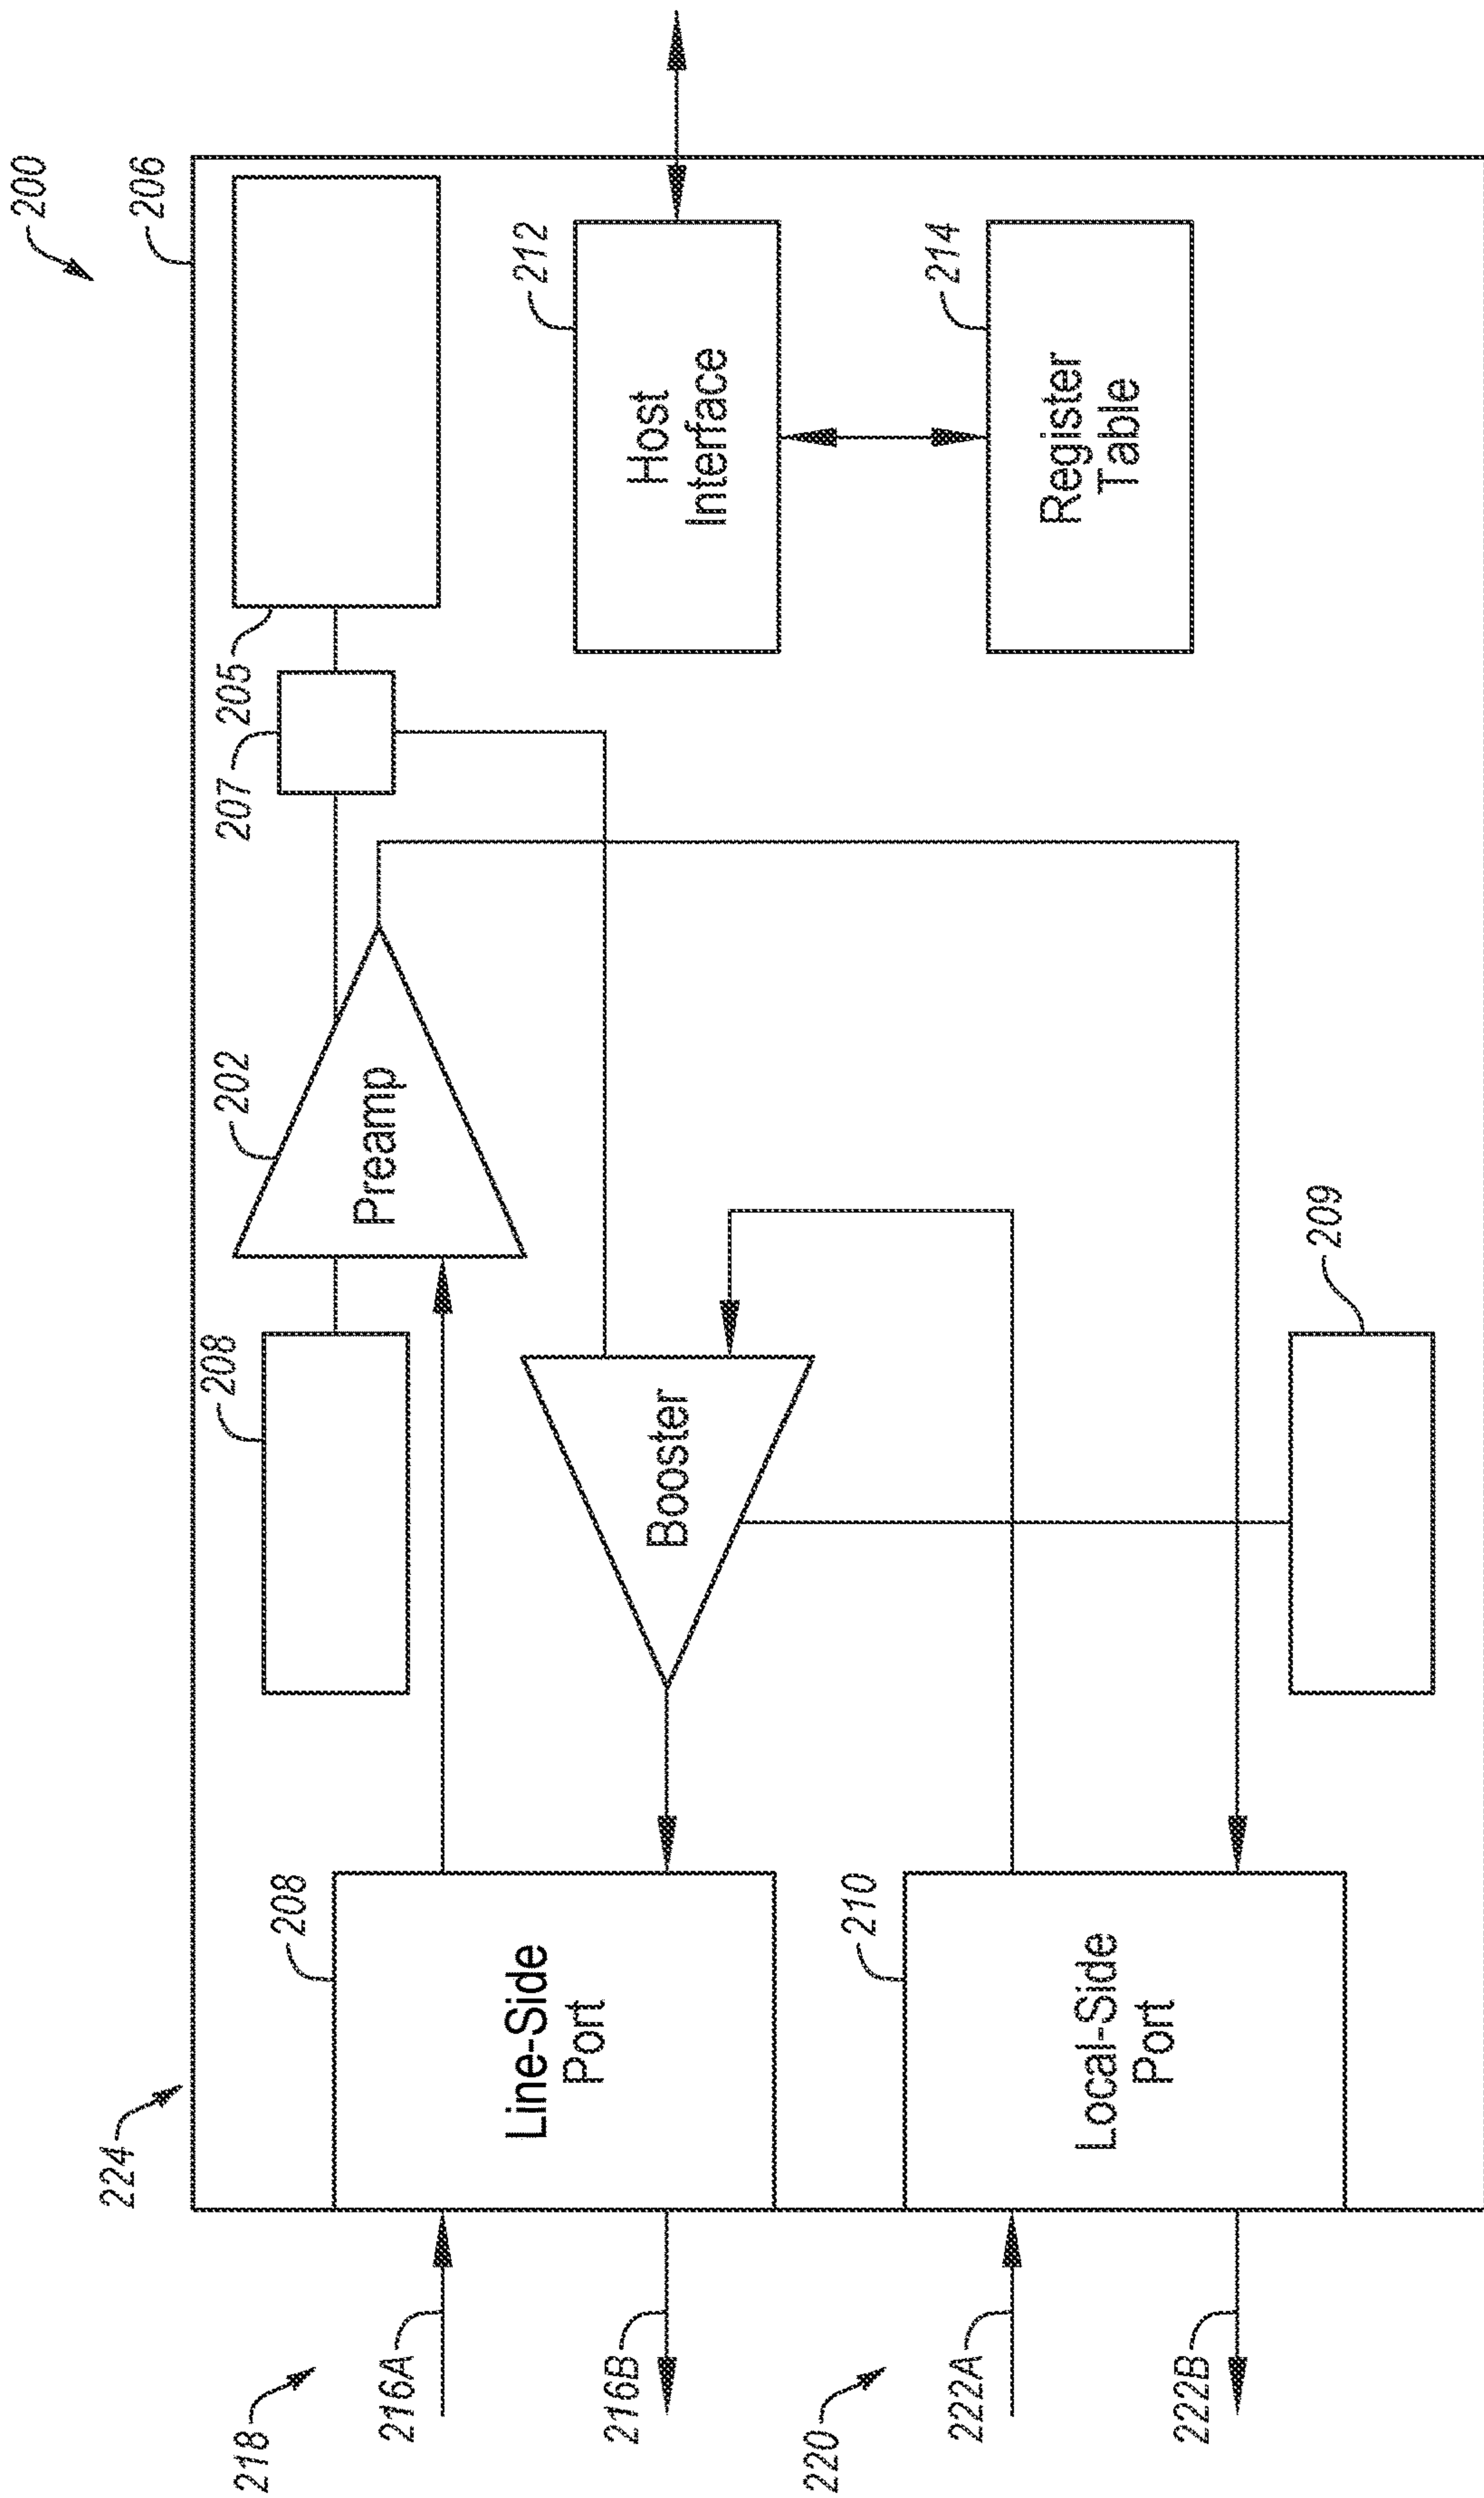 200
206
224
205
207
202
208
Preamp
Host
Interface
212
Register
Table
214
Booster
209
208
Line-Side
Port
210
Local-Side
Port
218
216A
216B
220
222A
222B